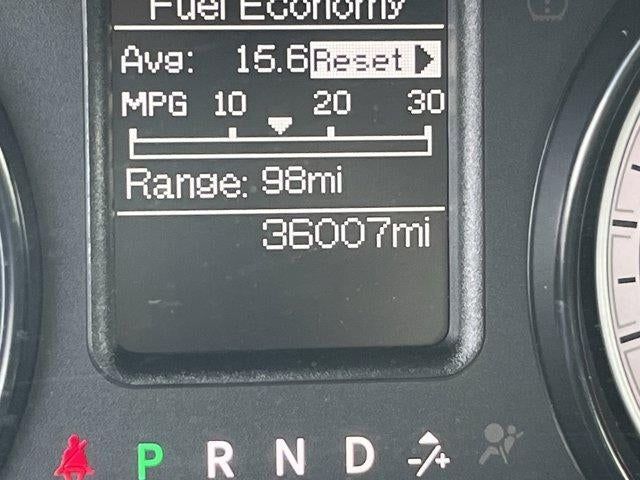 Fuel Economy
Avg: 15.6 Reset
MPG 10 20 30
Range: 98mi
36007mi
P R N D -/+